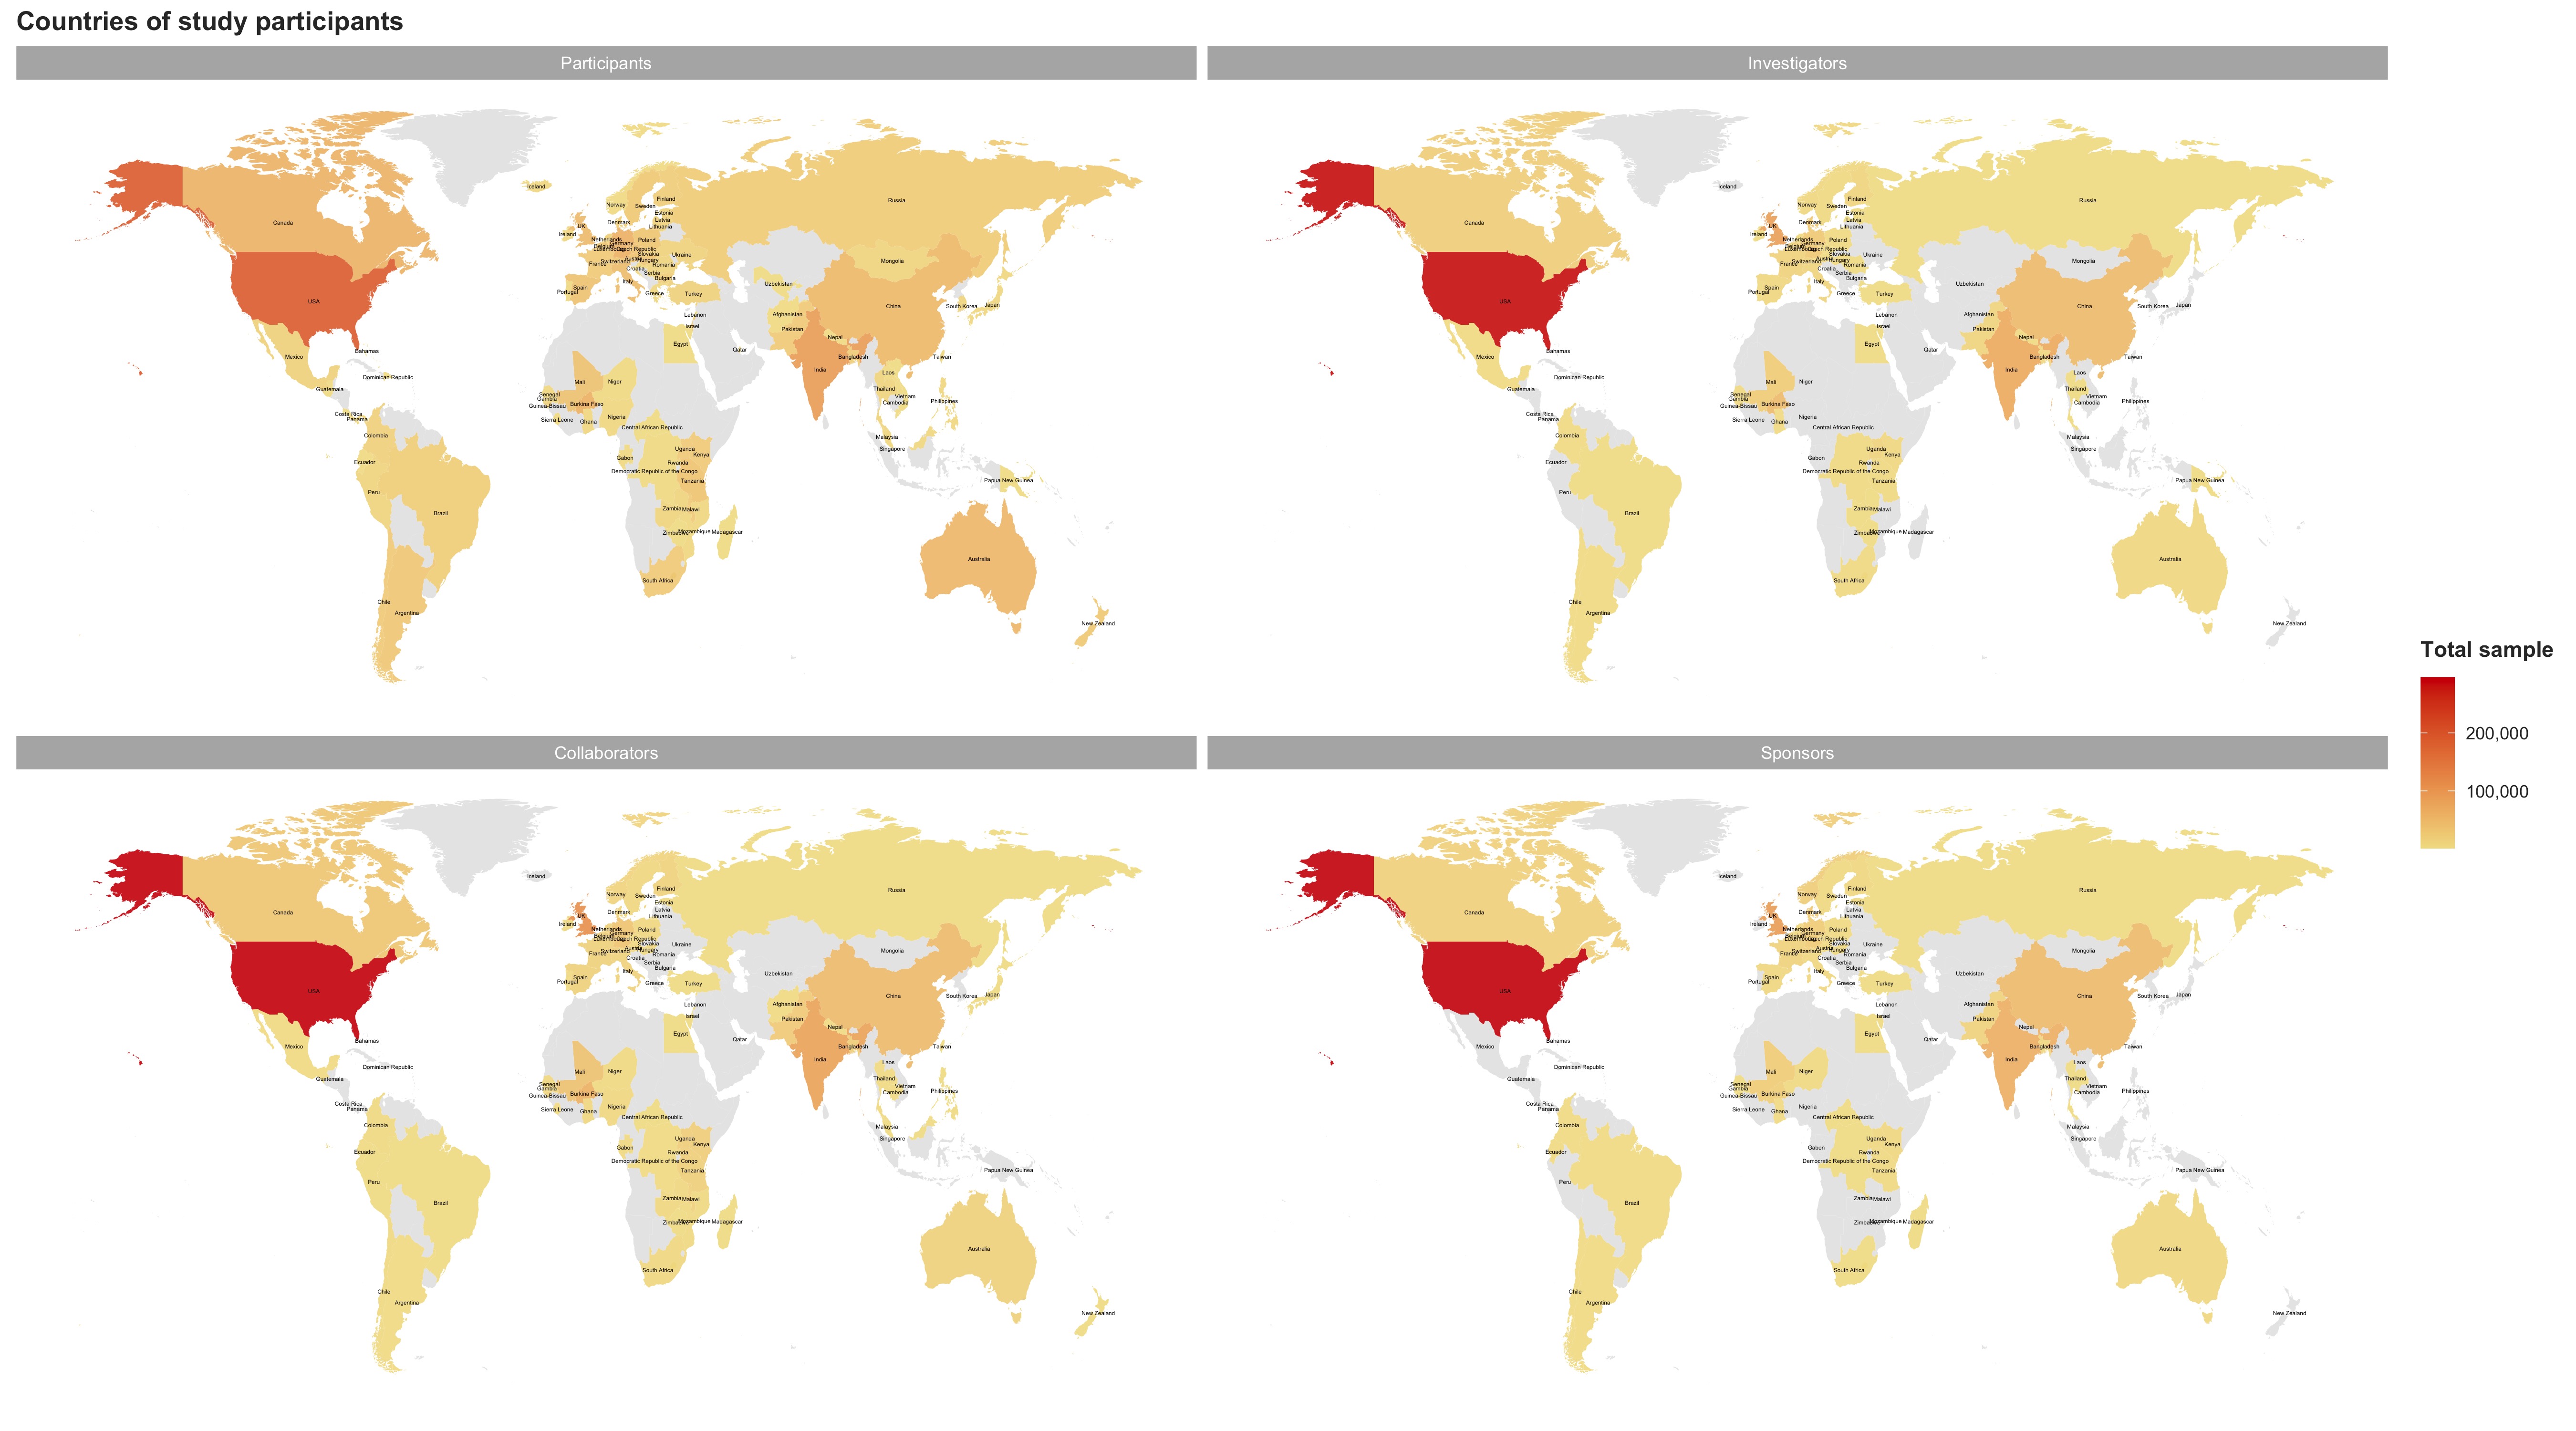 Countries of study participants
Participants
Iceland
Norway
Sweden
Finland
Estonia
Latvia
Lithuania
Denmark
UK
Ireland
Netherlands
Germany
Poland
Czech Republic
Slovakia
Ukraine
France
Switzerland
Austria
Hungary
Romania
Croatia
Serbia
Bulgaria
Italy
Spain
Portugal
Greece
Turkey
Russia
Canada
USA
Mongolia
Uzbekistan
China
South Korea
Japan
Lebanon
Israel
Afghanistan
Pakistan
Nepal
Egypt
Qatar
Bangladesh
Taiwan
India
Laos
Thailand
Vietnam
Cambodia
Philippines
Mexico
Bahamas
Dominican Republic
Guatemala
Costa Rica
Panama
Mali
Niger
Senegal
Gambia
Guinea-Bissau
Burkina Faso
Sierra Leone
Ghana
Nigeria
Central African Republic
Malaysia
Singapore
Colombia
Ecuador
Peru
Brazil
Uganda
Kenya
Gabon
Rwanda
Democratic Republic of the Congo
Tanzania
Papua New Guinea
Zambia
Malawi
Zimbabwe
Mozambique
Madagascar
South Africa
Australia
Chile
Argentina
New Zealand
Investigators
Iceland
Norway
Sweden
Finland
Estonia
Latvia
Lithuania
Denmark
UK
Ireland
Netherlands
Germany
Poland
Czech Republic
Slovakia
Ukraine
France
Switzerland
Austria
Hungary
Romania
Croatia
Serbia
Bulgaria
Italy
Spain
Portugal
Greece
Turkey
Russia
Canada
USA
Mongolia
Uzbekistan
China
South Korea
Japan
Lebanon
Israel
Afghanistan
Pakistan
Nepal
Egypt
Qatar
Bangladesh
Taiwan
India
Laos
Thailand
Vietnam
Cambodia
Philippines
Mexico
Bahamas
Dominican Republic
Guatemala
Costa Rica
Panama
Mali
Niger
Senegal
Gambia
Guinea-Bissau
Burkina Faso
Sierra Leone
Ghana
Nigeria
Central African Republic
Malaysia
Singapore
Colombia
Ecuador
Peru
Brazil
Uganda
Kenya
Gabon
Rwanda
Democratic Republic of the Congo
Tanzania
Papua New Guinea
Zambia
Malawi
Zimbabwe
Mozambique
Madagascar
South Africa
Australia
Chile
Argentina
New Zealand
Collaborators
Iceland
Norway
Sweden
Finland
Estonia
Latvia
Lithuania
Denmark
UK
Ireland
Netherlands
Germany
Poland
Czech Republic
Slovakia
Ukraine
France
Switzerland
Austria
Hungary
Romania
Croatia
Serbia
Bulgaria
Italy
Spain
Portugal
Greece
Turkey
Russia
Canada
USA
Mongolia
Uzbekistan
China
South Korea
Japan
Lebanon
Israel
Afghanistan
Pakistan
Nepal
Egypt
Qatar
Bangladesh
Taiwan
India
Laos
Thailand
Vietnam
Cambodia
Philippines
Mexico
Bahamas
Dominican Republic
Guatemala
Costa Rica
Panama
Mali
Niger
Senegal
Gambia
Guinea-Bissau
Burkina Faso
Sierra Leone
Ghana
Nigeria
Central African Republic
Malaysia
Singapore
Colombia
Ecuador
Peru
Brazil
Uganda
Kenya
Gabon
Rwanda
Democratic Republic of the Congo
Tanzania
Papua New Guinea
Zambia
Malawi
Zimbabwe
Mozambique
Madagascar
South Africa
Australia
Chile
Argentina
New Zealand
Sponsors
Iceland
Norway
Sweden
Finland
Estonia
Latvia
Lithuania
Denmark
UK
Ireland
Netherlands
Germany
Poland
Czech Republic
Slovakia
Ukraine
France
Switzerland
Austria
Hungary
Romania
Croatia
Serbia
Bulgaria
Italy
Spain
Portugal
Greece
Turkey
Russia
Canada
USA
Mongolia
Uzbekistan
China
South Korea
Japan
Lebanon
Israel
Afghanistan
Pakistan
Nepal
Egypt
Qatar
Bangladesh
Taiwan
India
Laos
Thailand
Vietnam
Cambodia
Philippines
Mexico
Bahamas
Dominican Republic
Guatemala
Costa Rica
Panama
Mali
Niger
Senegal
Gambia
Guinea-Bissau
Burkina Faso
Sierra Leone
Ghana
Nigeria
Central African Republic
Malaysia
Singapore
Colombia
Ecuador
Peru
Brazil
Uganda
Kenya
Gabon
Rwanda
Democratic Republic of the Congo
Tanzania
Papua New Guinea
Zambia
Malawi
Zimbabwe
Mozambique
Madagascar
South Africa
Australia
Chile
Argentina
New Zealand
Total sample
200,000
100,000